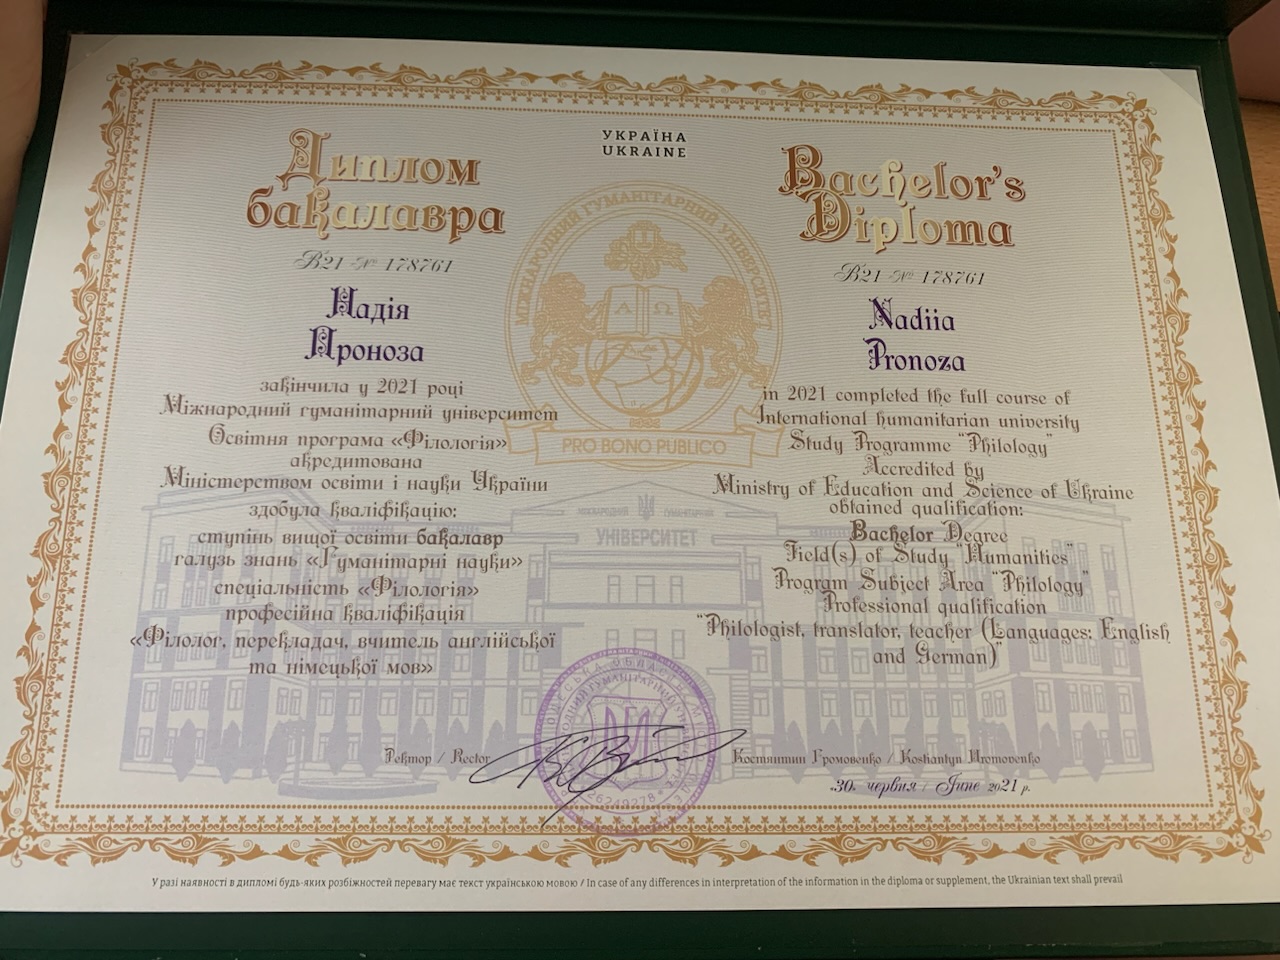 УКРАЇНА
UKRAINE
Диплом
бакалавра
B21 № 178761
Надія
Проноза
закінчила у 2021 році
Міжнародний гуманітарний університет
Освітня програма «Філологія»
акредитована
Міністерством освіти і науки України
здобула кваліфікацію:
ступінь вищої освіти бакалавр
галузь знань «Гуманітарні науки»
спеціальність «Філологія»
професійна кваліфікація
«Філолог, перекладач, вчитель англійської
та німецької мов»
Bachelor's
Diploma
B21 № 178761
Nadiia
Pronoza
in 2021 completed the full course of
International humanitarian university
Study Programme "Philology"
Accredited by
Ministry of Education and Science of Ukraine
obtained qualification:
Bachelor Degree
Field(s) of Study "Humanities"
Program Subject Area "Philology"
Professional qualification
"Philologist, translator, teacher (Languages: English
and German)"
МІЖНАРОДНИЙ ГУМАНІТАРНИЙ УНІВЕРСИТЕТ
Α Ω
PRO BONO PUBLICO
МІЖНАРОДНИЙ ГУМАНІТАРНИЙ
УНІВЕРСИТЕТ
Ректор / Rector
Костянтин Громовенко / Kostiantyn Hromovenko
30 червня / June 2021 р.
26249278
У разі наявності в дипломі будь-яких розбіжностей перевагу має текст українською мовою / In case of any differences in interpretation of the information in the diploma or supplement, the Ukrainian text shall prevail